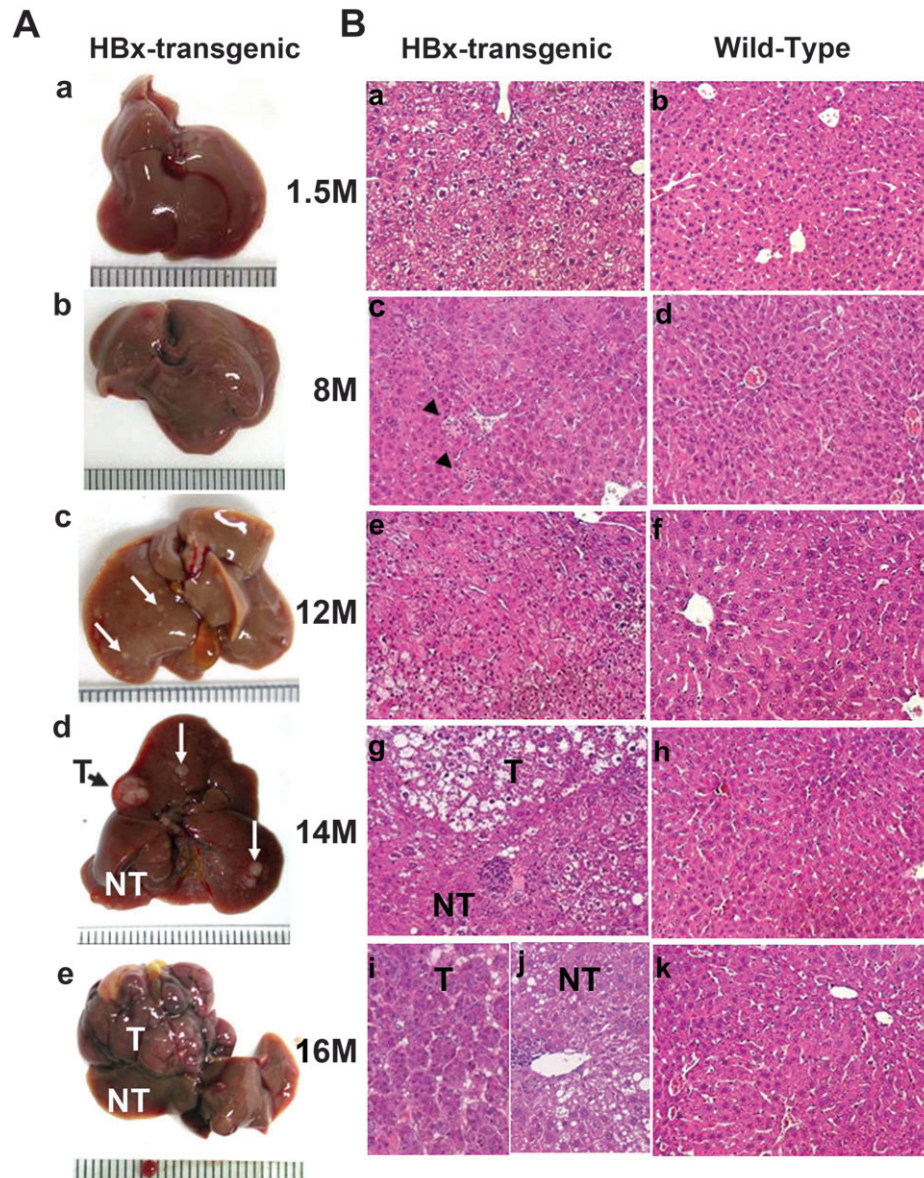 A
B
HBx-transgenic
HBx-transgenic
Wild-Type
a
a
b
1.5M
b
c
d
8M
c
e
f
12M
d
T
NT
g
T
NT
h
14M
e
T
NT
i
T
j
NT
k
16M